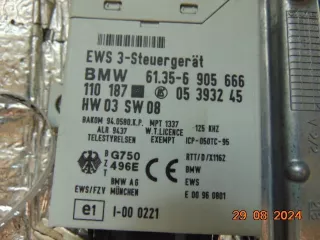 EWS 3-Steuergerät
BMW 61.35-6 905 666
110 187 K 05 3932 45
HW 03 SW 08
BAKOM 94.0580.K.P. MPT 1337
ALR 9437 W.T.LICENCE 125 KHZ
TELESTYRELSEN EXEMPT ICP-050TC-95
BZT G750 496E RTT/D/X1162
BMW AG BMW
EWS/FZV MÜNCHEN EWS
E 00 96 0801
e1 I-00 0221
29 08 2024